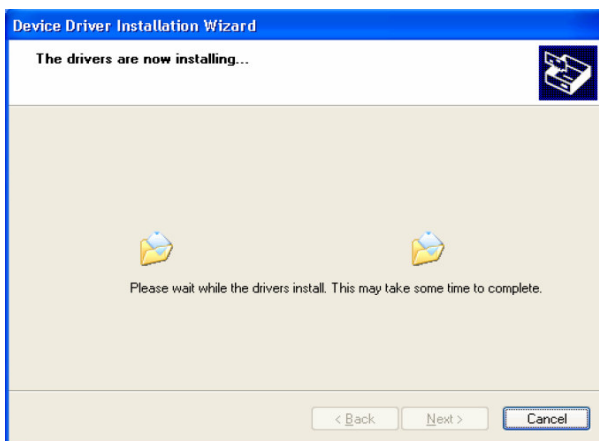 Device Driver Installation Wizard
The drivers are now installing...
Please wait while the drivers install. This may take some time to complete.
< Back Next > Cancel